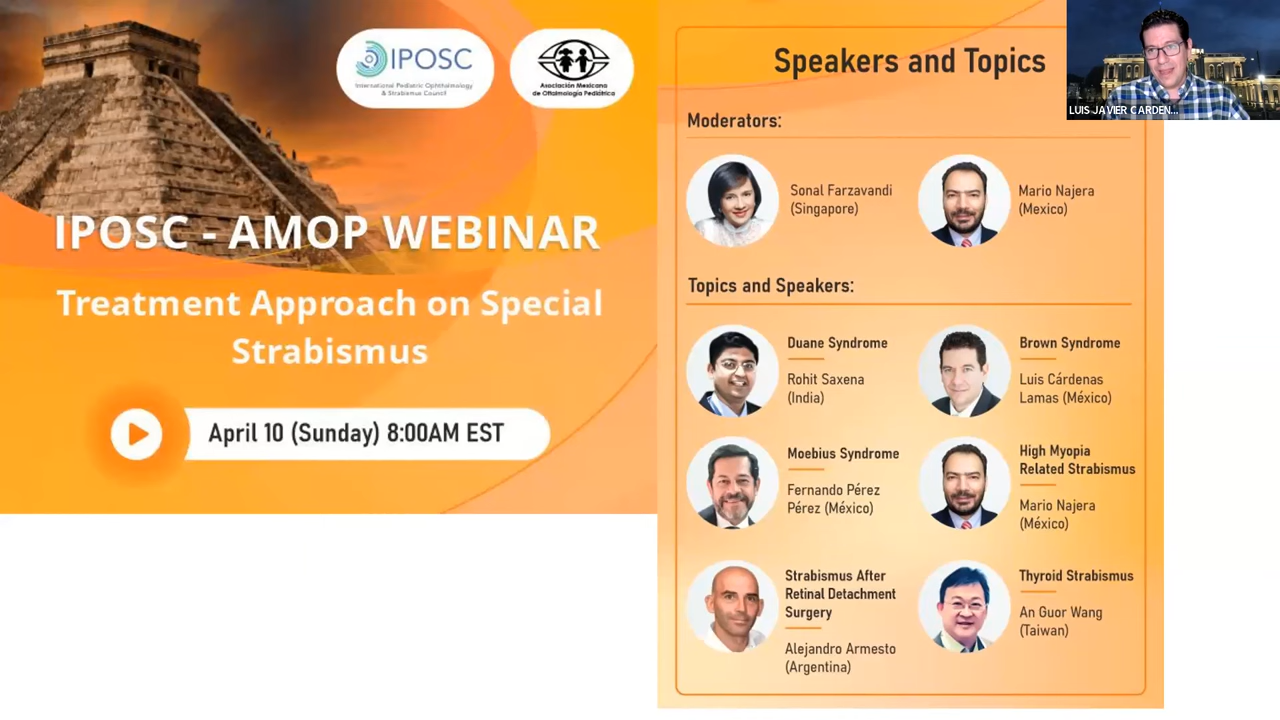 IPOSC
International Pediatric Ophthalmology
& Strabismus Council
Asociación Mexicana
de Oftalmología Pediátrica
IPOSC - AMOP WEBINAR
Treatment Approach on Special
Strabismus
April 10 (Sunday) 8:00AM EST
Speakers and Topics
Moderators:
Sonal Farzavandi
(Singapore)
Mario Najera
(Mexico)
Topics and Speakers:
Duane Syndrome
Rohit Saxena
(India)
Brown Syndrome
Luis Cárdenas
Lamas (México)
Moebius Syndrome
Fernando Pérez
Pérez (México)
High Myopia
Related Strabismus
Mario Najera
(México)
Strabismus After
Retinal Detachment
Surgery
Alejandro Armesto
(Argentina)
Thyroid Strabismus
An Guor Wang
(Taiwan)
LUIS JAVIER CARDEN...